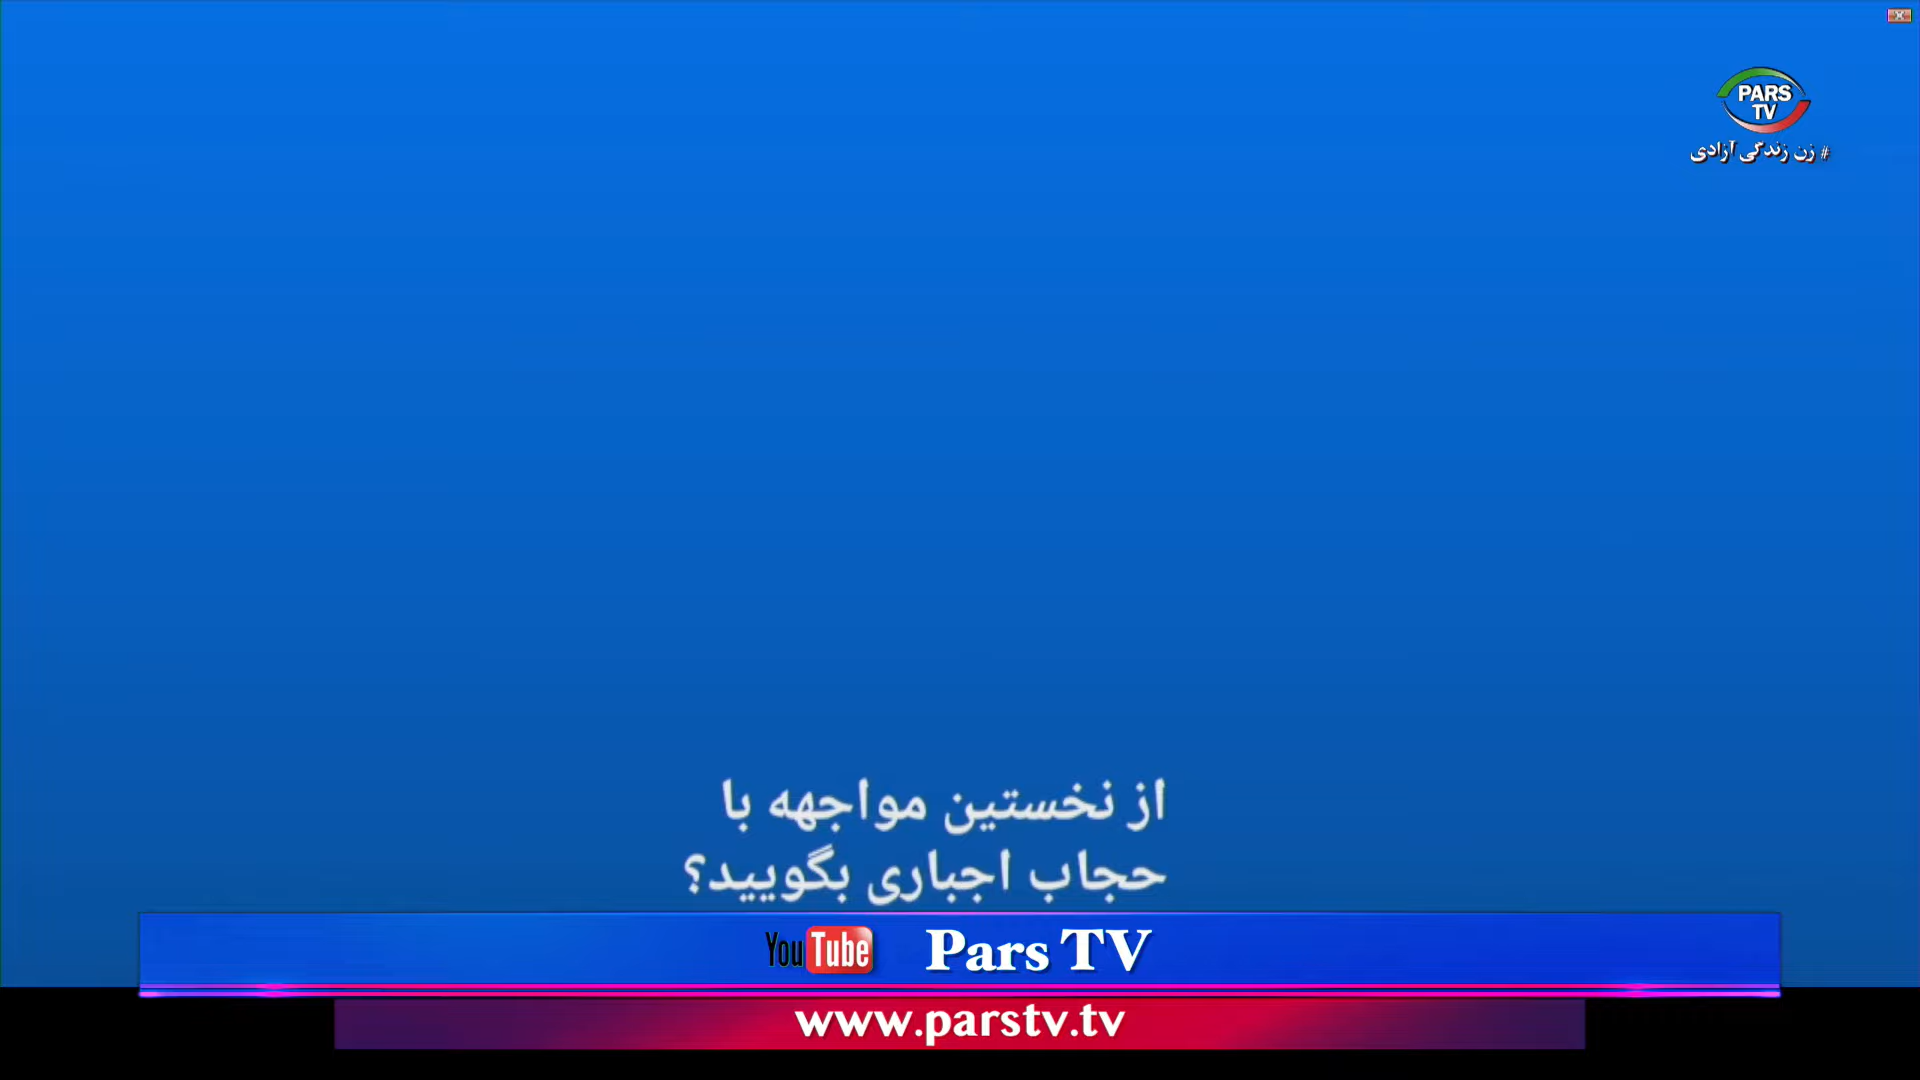 PARS
TV
# زن زندگی آزادی
از نخستین مواجهه با
حجاب اجباری بگویید؟
YouTube Pars TV
www.parstv.tv